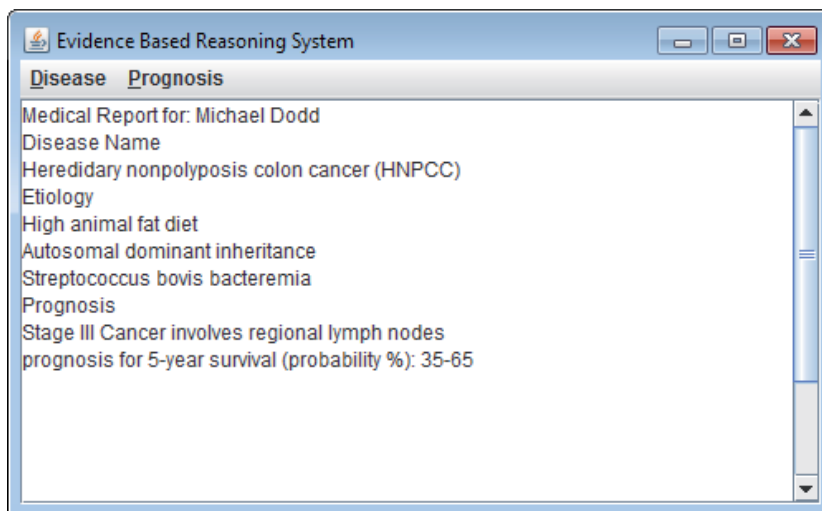 Evidence Based Reasoning System
Disease Prognosis
Medical Report for: Michael Dodd
Disease Name
Heredidary nonpolyposis colon cancer (HNPCC)
Etiology
High animal fat diet
Autosomal dominant inheritance
Streptococcus bovis bacteremia
Prognosis
Stage III Cancer involves regional lymph nodes
prognosis for 5-year survival (probability %): 35-65